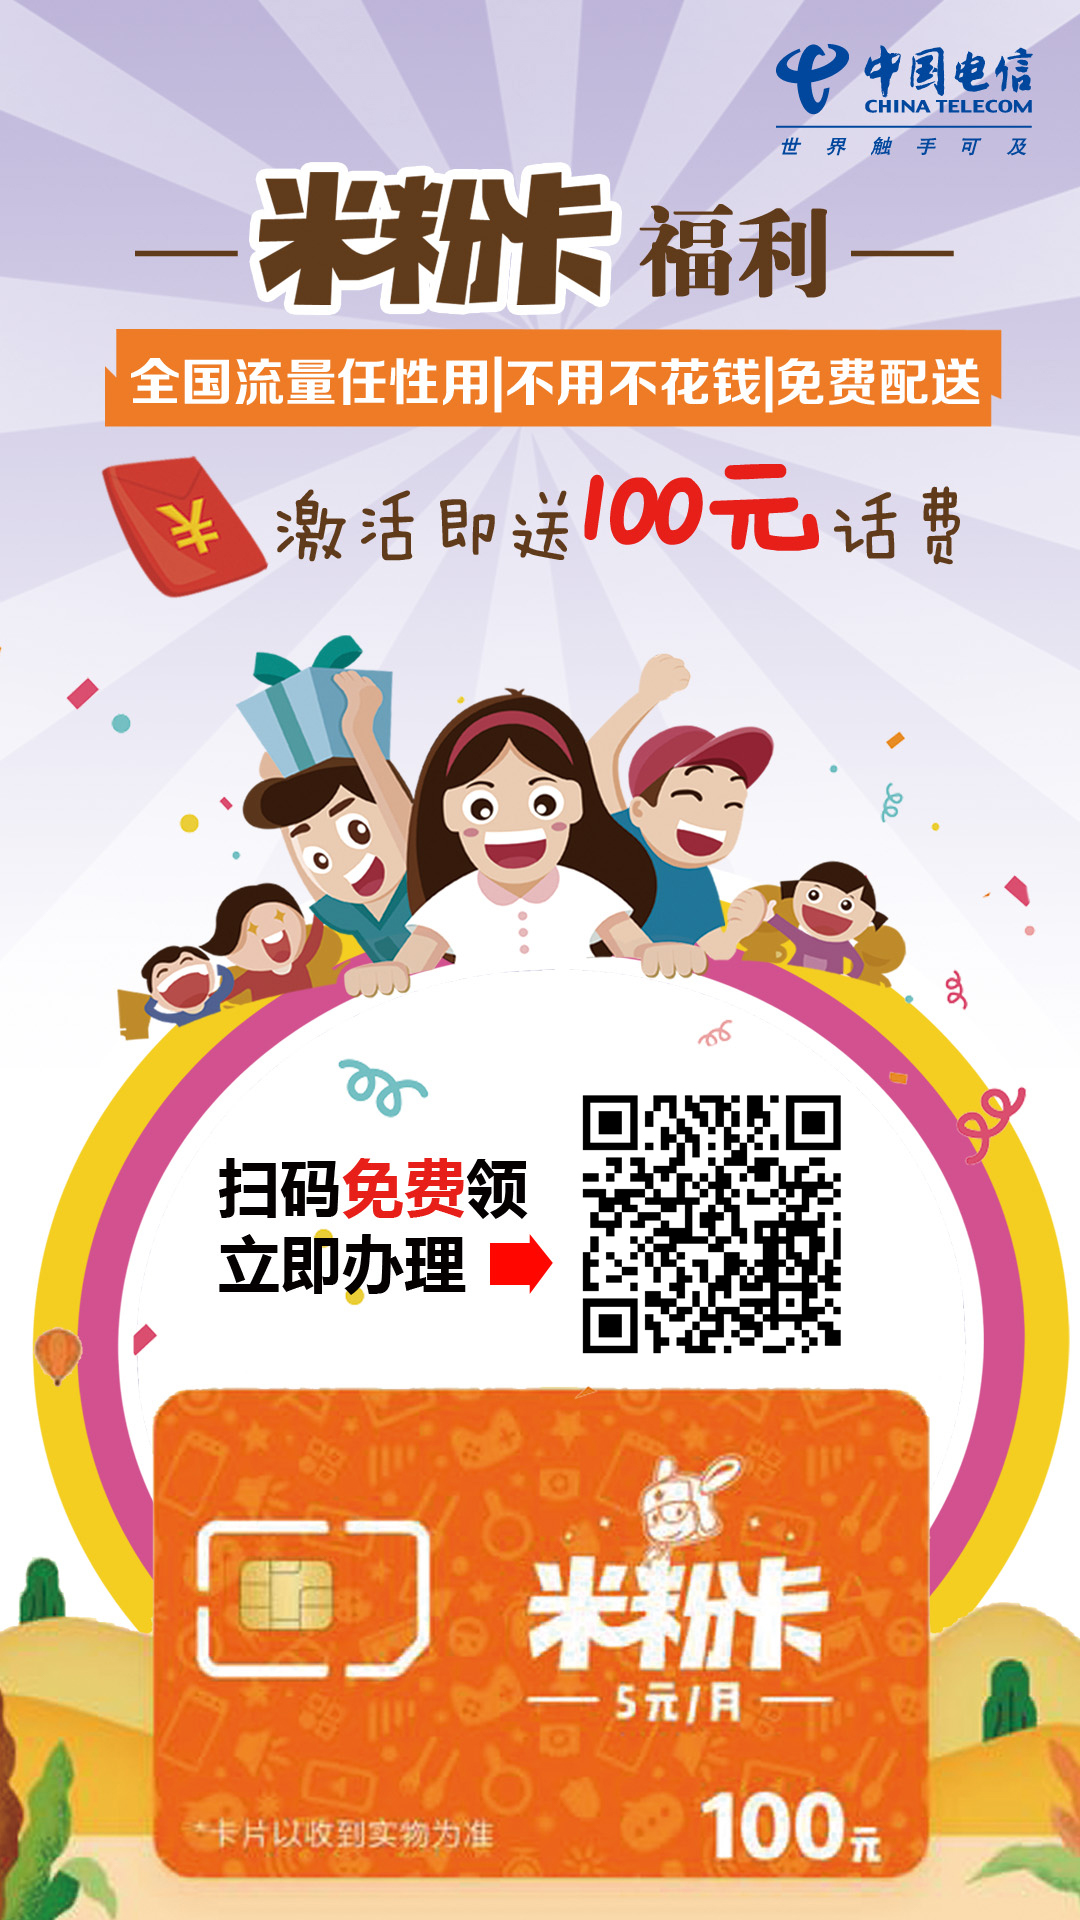 中国电信
CHINA TELECOM
世界触手可及
米粉卡 福利
全国流量任性用|不用不花钱|免费配送
¥
激活即送100元话费
扫码免费领
立即办理
米粉卡
5元/月
*卡片以收到实物为准
100元